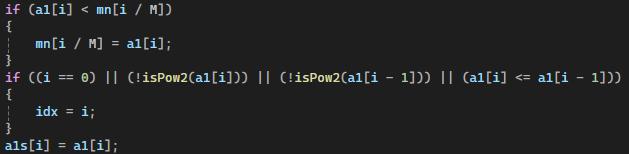 if (a1[i] < mn[i / M])
{
    mn[i / M] = a1[i];
}
if ((i == 0) || (!isPow2(a1[i])) || (!isPow2(a1[i - 1])) || (a1[i] <= a1[i - 1]))
{
    idx = i;
}
a1s[i] = a1[i];